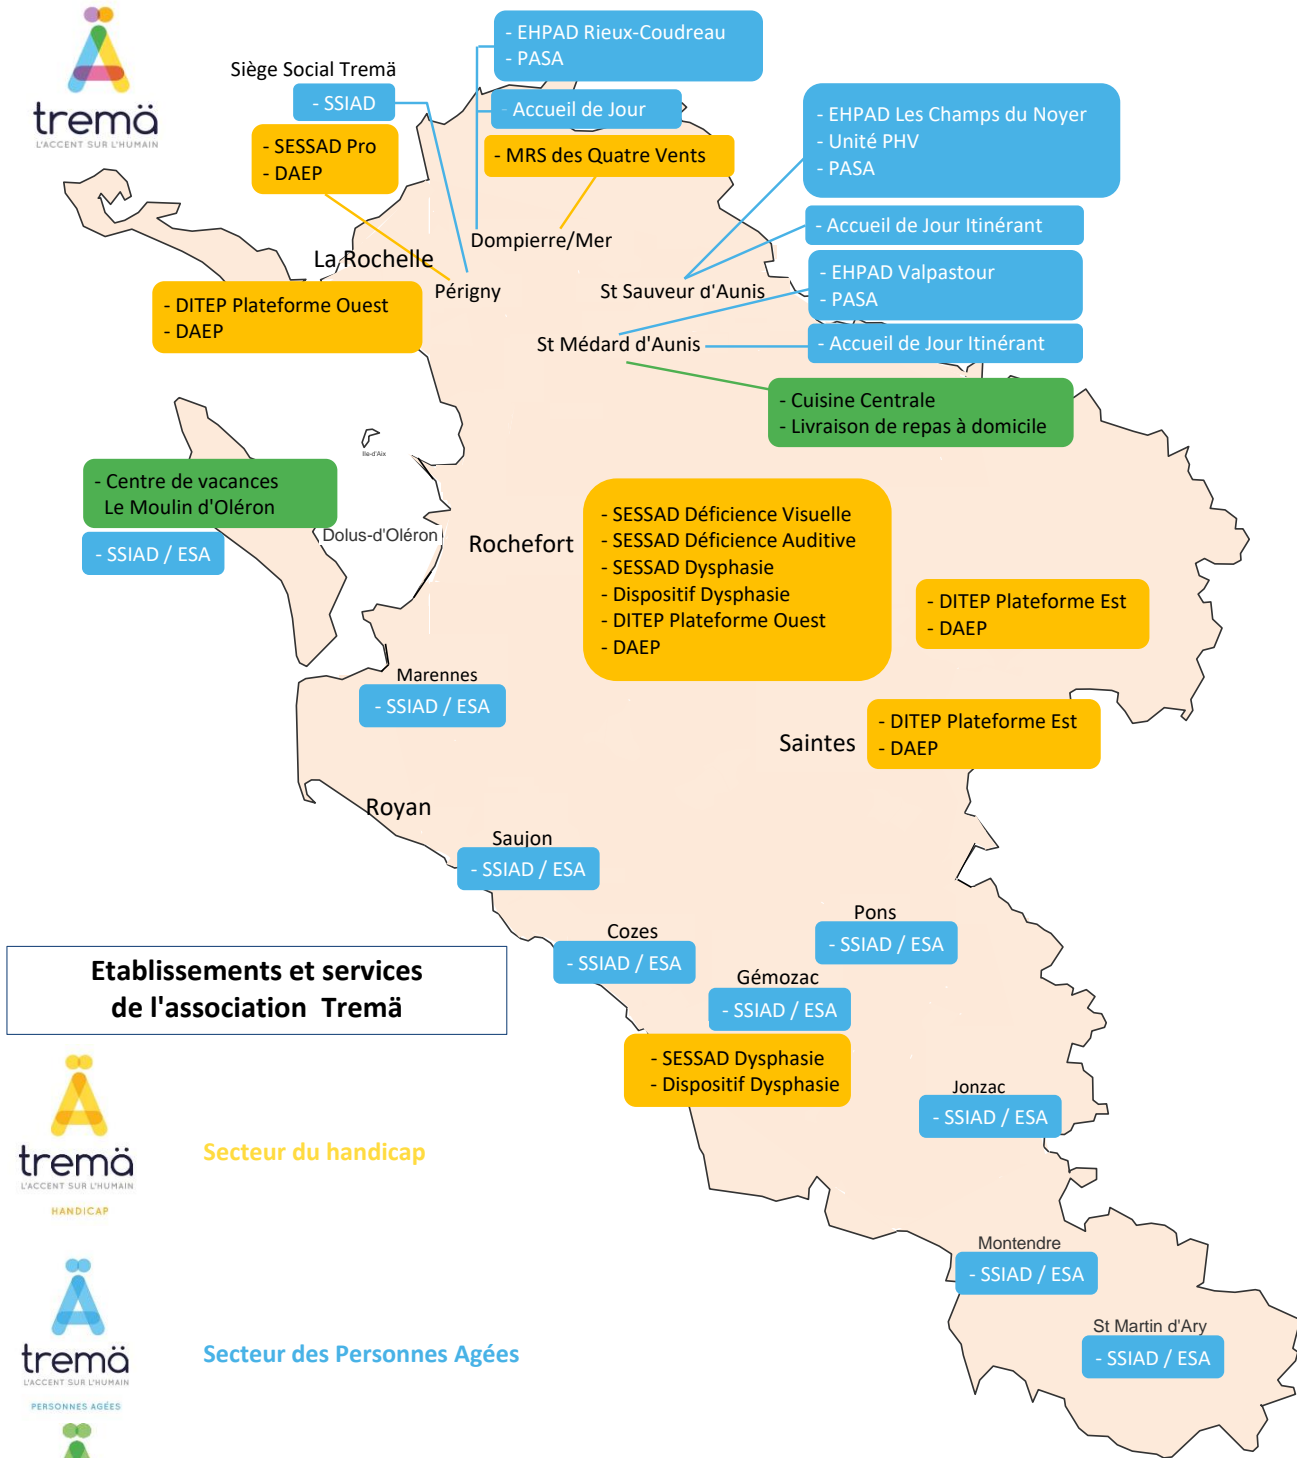 tremä
L'ACCENT SUR L'HUMAIN
Siège Social Tremä
- SSIAD
- SESSAD Pro
- DAEP
- EHPAD Rieux-Coudreau
- PASA
- Accueil de Jour
- MRS des Quatre Vents
- EHPAD Les Champs du Noyer
- Unité PHV
- PASA
- Accueil de Jour Itinérant
Dompierre/Mer
La Rochelle
Périgny
St Sauveur d'Aunis
- EHPAD Valpastour
- PASA
- DITEP Plateforme Ouest
- DAEP
St Médard d'Aunis
- Accueil de Jour Itinérant
- Cuisine Centrale
- Livraison de repas à domicile
Ile-d'Aix
- Centre de vacances
Le Moulin d'Oléron
- SSIAD / ESA
Dolus-d'Oléron
Rochefort
- SESSAD Déficience Visuelle
- SESSAD Déficience Auditive
- SESSAD Dysphasie
- Dispositif Dysphasie
- DITEP Plateforme Ouest
- DAEP
- DITEP Plateforme Est
- DAEP
Marennes
- SSIAD / ESA
Saintes
- DITEP Plateforme Est
- DAEP
Royan
Saujon
- SSIAD / ESA
Pons
- SSIAD / ESA
Cozes
- SSIAD / ESA
Gémozac
- SSIAD / ESA
- SESSAD Dysphasie
- Dispositif Dysphasie
Jonzac
- SSIAD / ESA
Montendre
- SSIAD / ESA
St Martin d'Ary
- SSIAD / ESA
Etablissements et services
de l'association Tremä
tremä
L'ACCENT SUR L'HUMAIN
HANDICAP
Secteur du handicap
tremä
L'ACCENT SUR L'HUMAIN
PERSONNES AGÉES
Secteur des Personnes Agées